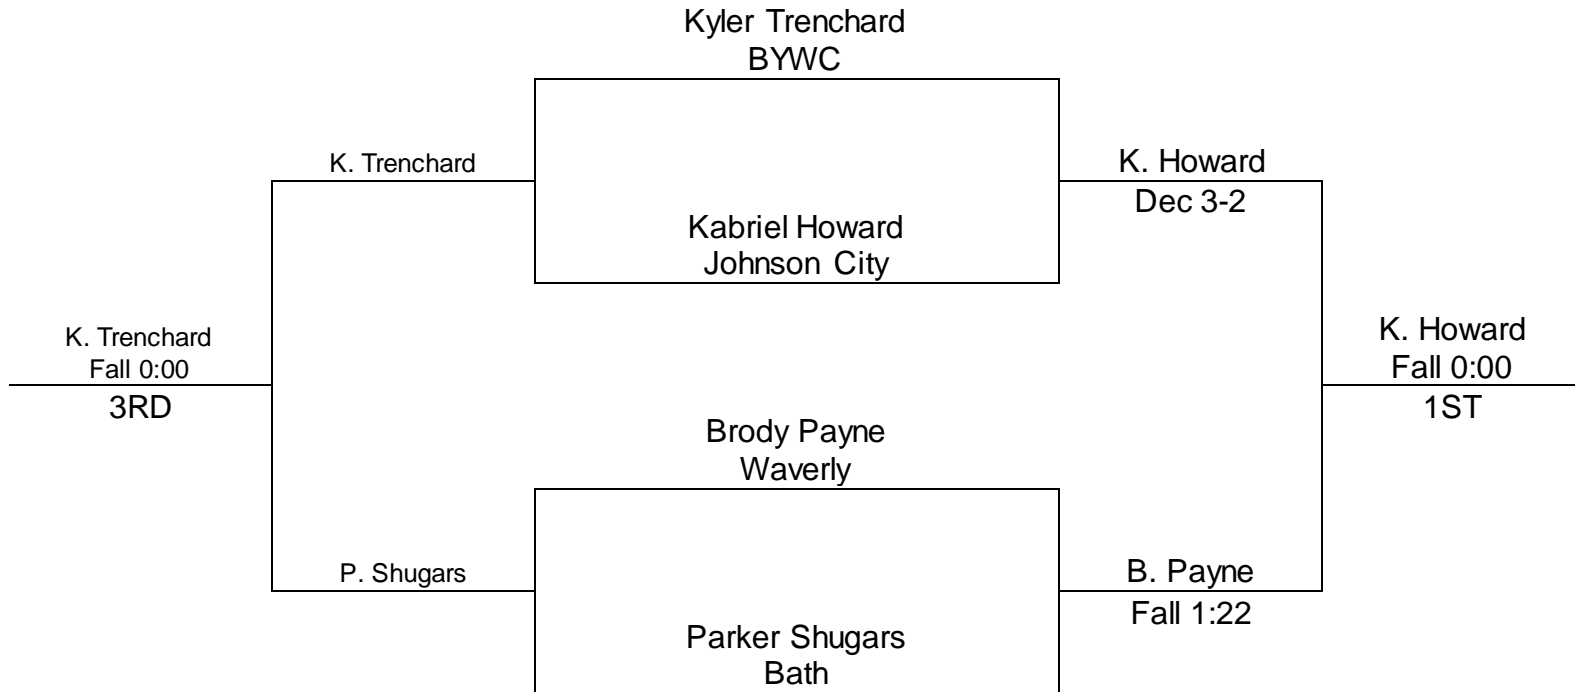 Kyler Trenchard
BYWC
K. Trenchard
K. Howard
Dec 3-2
Kabriel Howard
Johnson City
K. Trenchard
Fall 0:00
3RD
K. Howard
Fall 0:00
1ST
Brody Payne
Waverly
P. Shugars
B. Payne
Fall 1:22
Parker Shugars
Bath